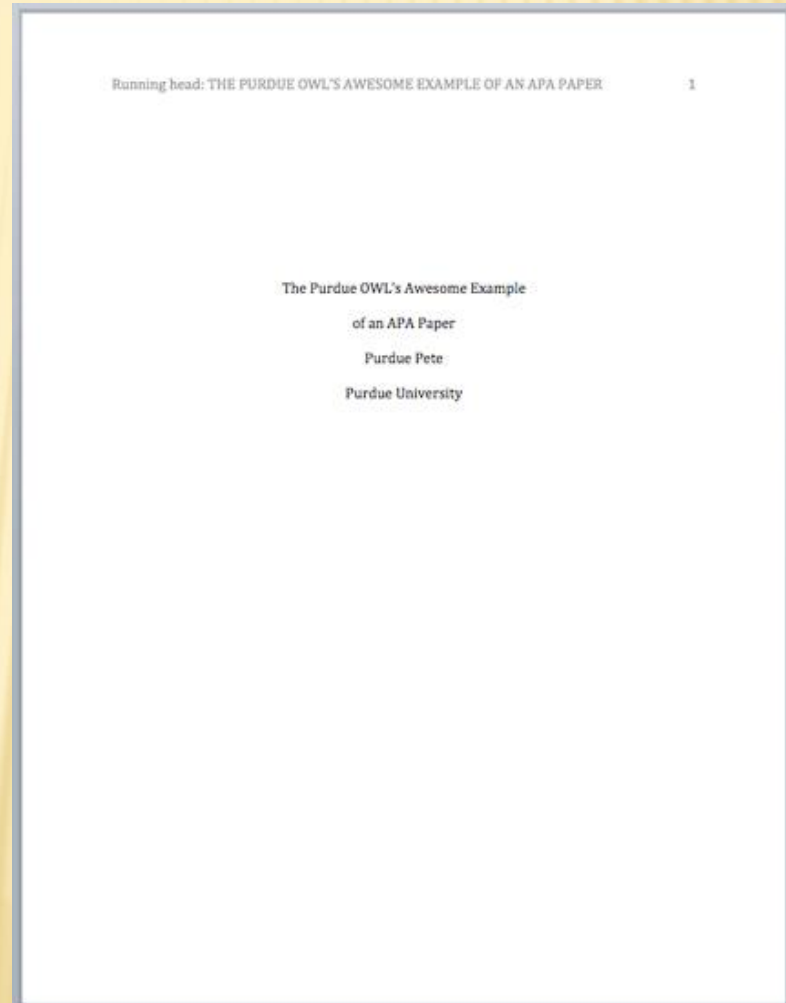 Running head: THE PURDUE OWL'S AWESOME EXAMPLE OF AN APA PAPER 1
The Purdue OWL's Awesome Example
of an APA Paper
Purdue Pete
Purdue University